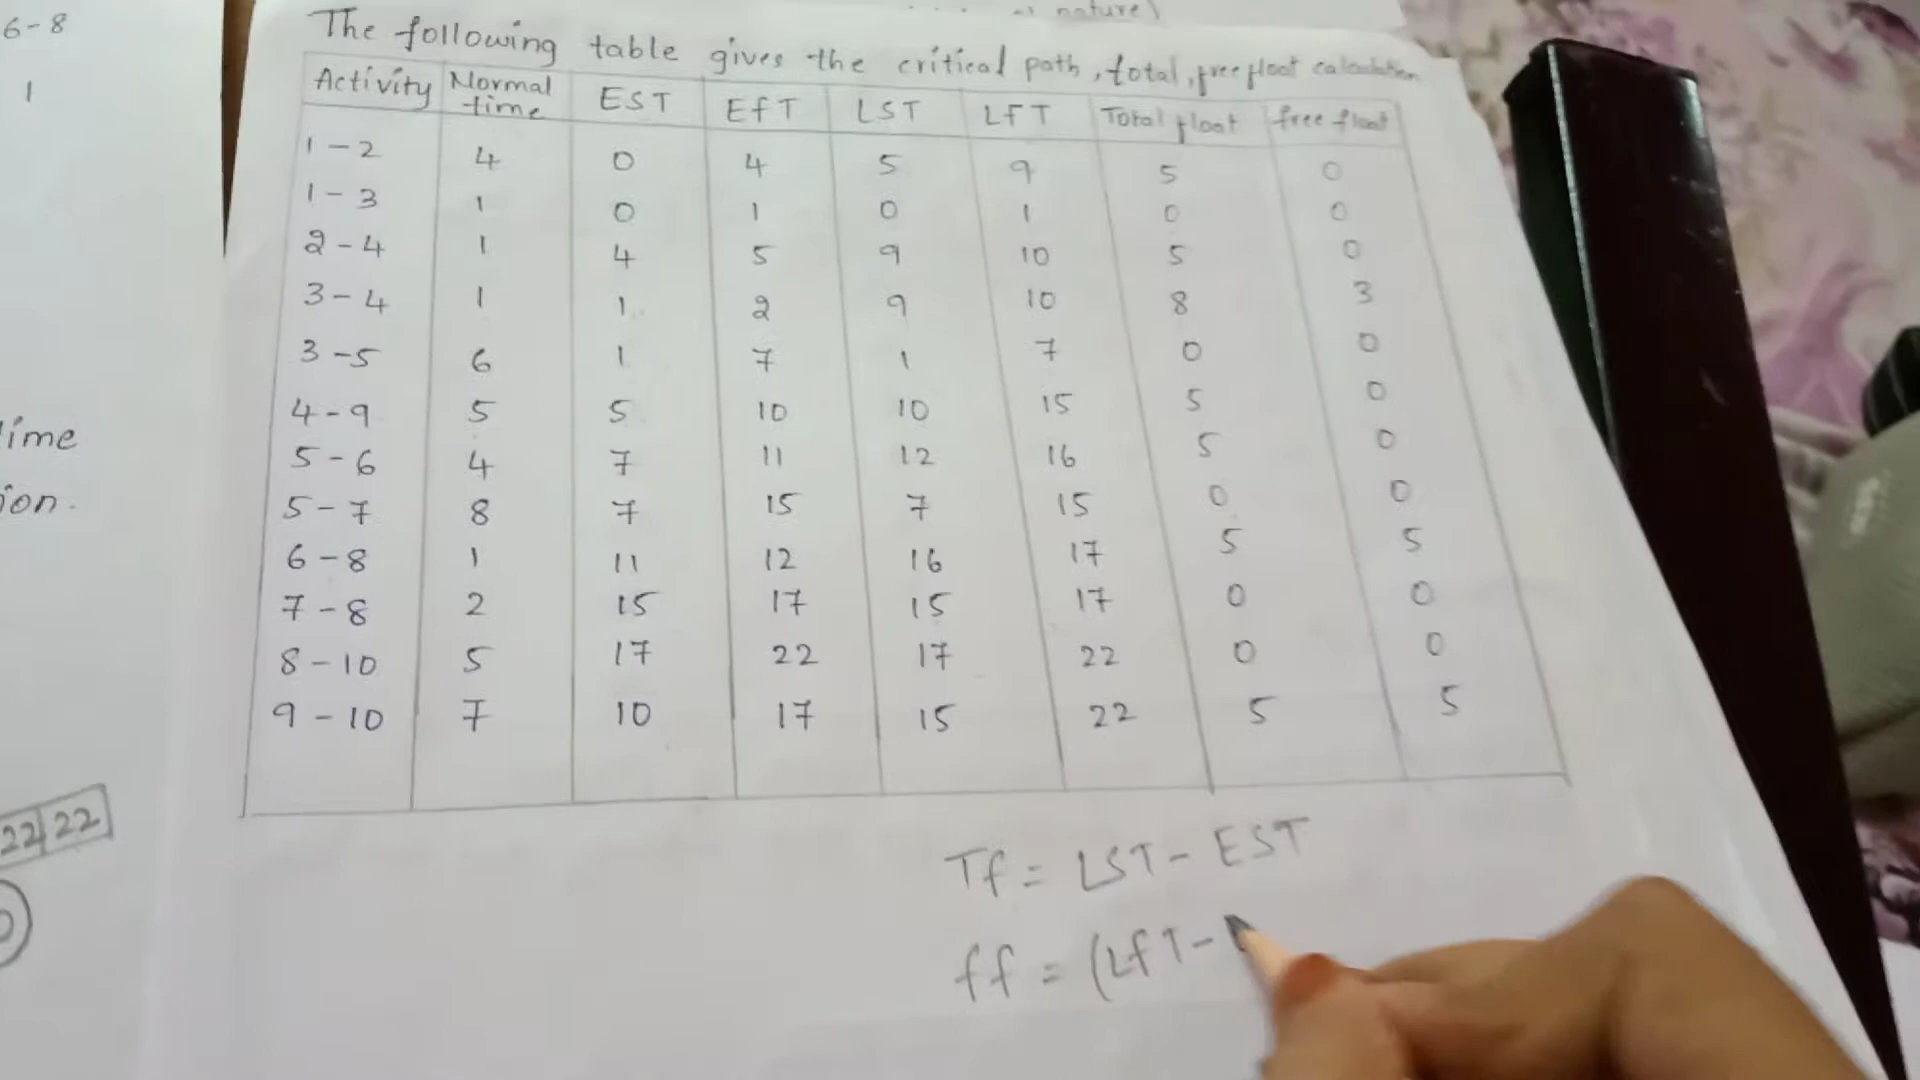 nature)
6-8
1
The following table gives the critical path, total, free float calculation
Activity Normal time EST EfT LST LfT Total float free float
1-2 4 0 4 5 9 5 0
1-3 1 0 1 0 1 0 0
2-4 1 4 5 9 10 5 0
3-4 1 1 2 9 10 8 3
3-5 6 1 7 1 7 0 0
4-9 5 5 10 10 15 5 0
5-6 4 7 11 12 16 5 0
5-7 8 7 15 7 15 0 0
6-8 1 11 12 16 17 5 5
7-8 2 15 17 15 17 0 0
8-10 5 17 22 17 22 0 0
9-10 7 10 17 15 22 5 5
ime
ion.
22 22
Tf = LST - EST
ff = (LfT -